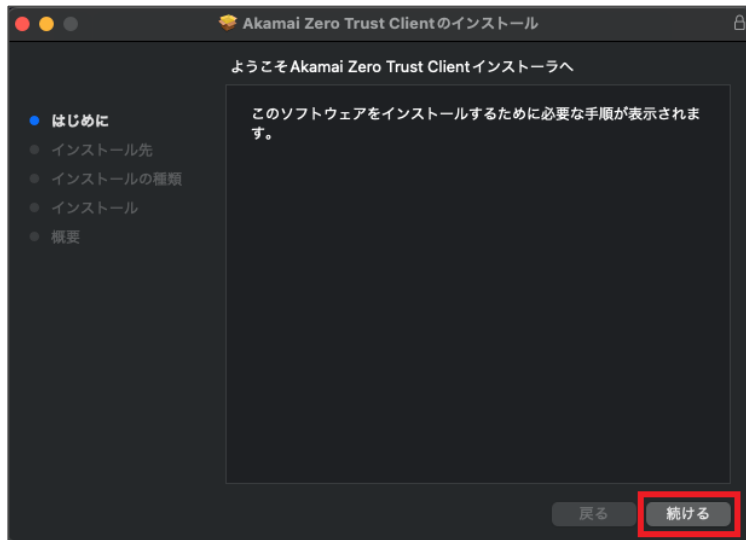 Akamai Zero Trust Clientのインストール
ようこそAkamai Zero Trust Clientインストーラへ
はじめに
インストール先
インストールの種類
インストール
概要
このソフトウェアをインストールするために必要な手順が表示されま
す。
戻る
続ける